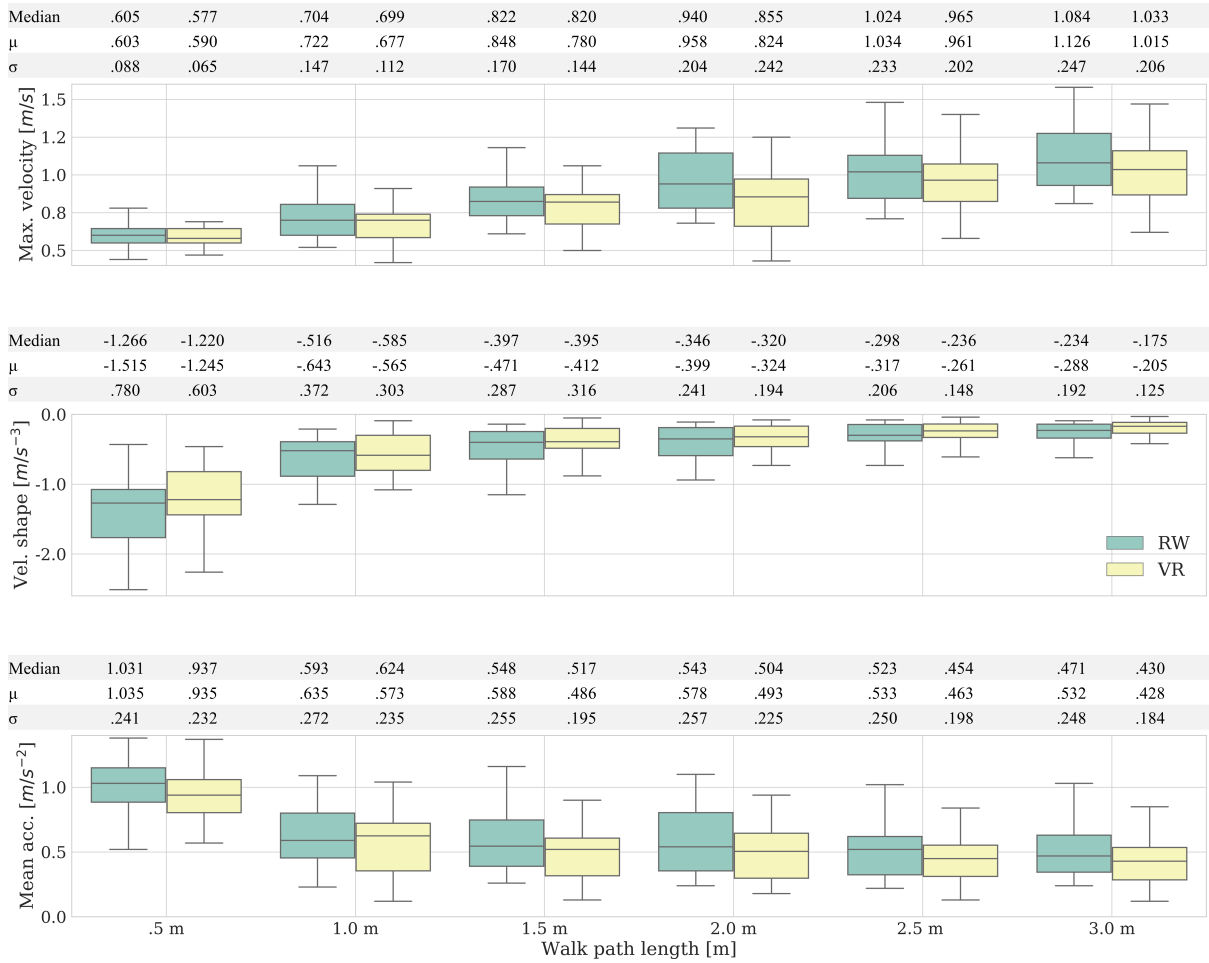 Median .605 .577 .704 .699 .822 .820 .940 .855 1.024 .965 1.084 1.033
μ .603 .590 .722 .677 .848 .780 .958 .824 1.034 .961 1.126 1.015
σ .088 .065 .147 .112 .170 .144 .204 .242 .233 .202 .247 .206
Max. velocity [m/s]
1.5
1.2
1.0
0.8
0.5
Median -1.266 -1.220 -.516 -.585 -.397 -.395 -.346 -.320 -.298 -.236 -.234 -.175
μ -1.515 -1.245 -.643 -.565 -.471 -.412 -.399 -.324 -.317 -.261 -.288 -.205
σ .780 .603 .372 .303 .287 .316 .241 .194 .206 .148 .192 .125
Vel. shape [m/s⁻³]
0.0
-1.0
-2.0
RW
VR
Median 1.031 .937 .593 .624 .548 .517 .543 .504 .523 .454 .471 .430
μ 1.035 .935 .635 .573 .588 .486 .578 .493 .533 .463 .532 .428
σ .241 .232 .272 .235 .255 .195 .257 .225 .250 .198 .248 .184
Mean acc. [m/s⁻²]
1.0
0.5
0.0
.5 m 1.0 m 1.5 m 2.0 m 2.5 m 3.0 m
Walk path length [m]